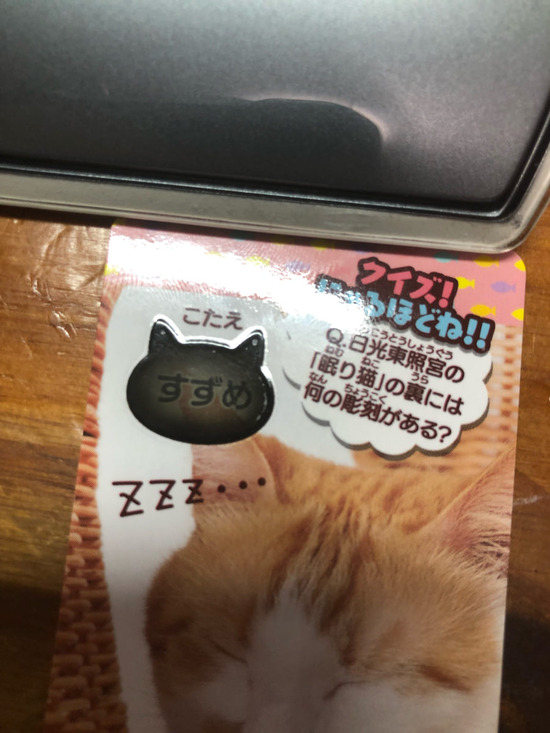 クイズ!
なるほどね!!
こたえ
すずめ
Q.日光東照宮の
「眠り猫」の裏には
何の彫刻がある?
ZZZ・・・